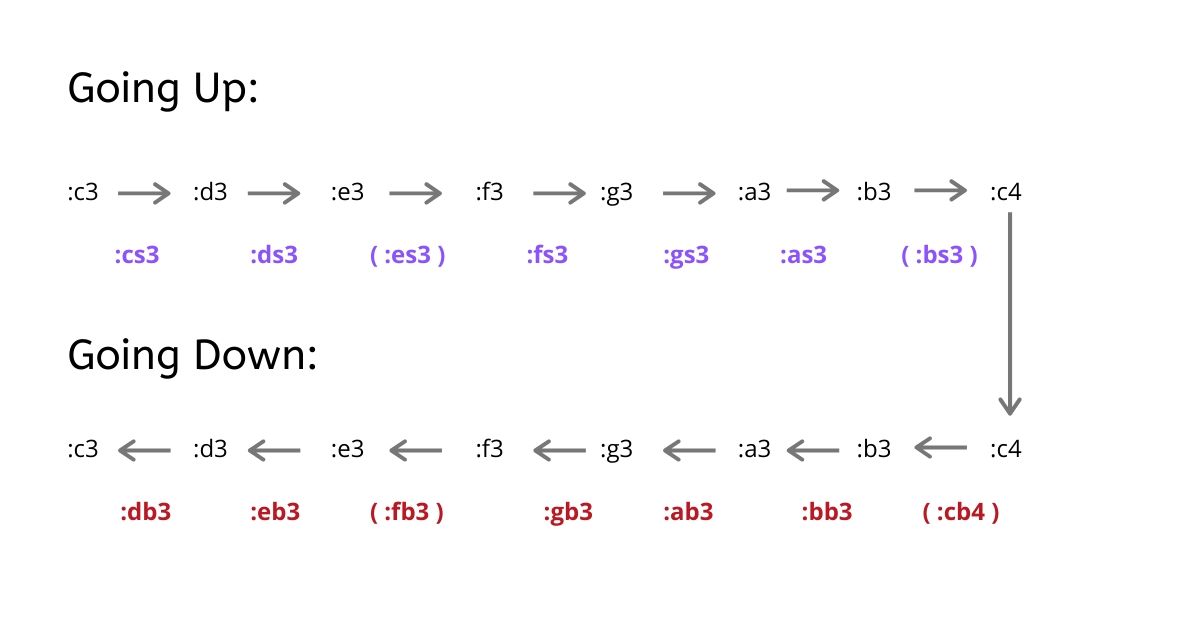 Going Up:
:c3 :d3 :e3 :f3 :g3 :a3 :b3 :c4
:cs3 :ds3 ( :es3 ) :fs3 :gs3 :as3 ( :bs3 )
Going Down:
:c3 :d3 :e3 :f3 :g3 :a3 :b3 :c4
:db3 :eb3 ( :fb3 ) :gb3 :ab3 :bb3 ( :cb4 )